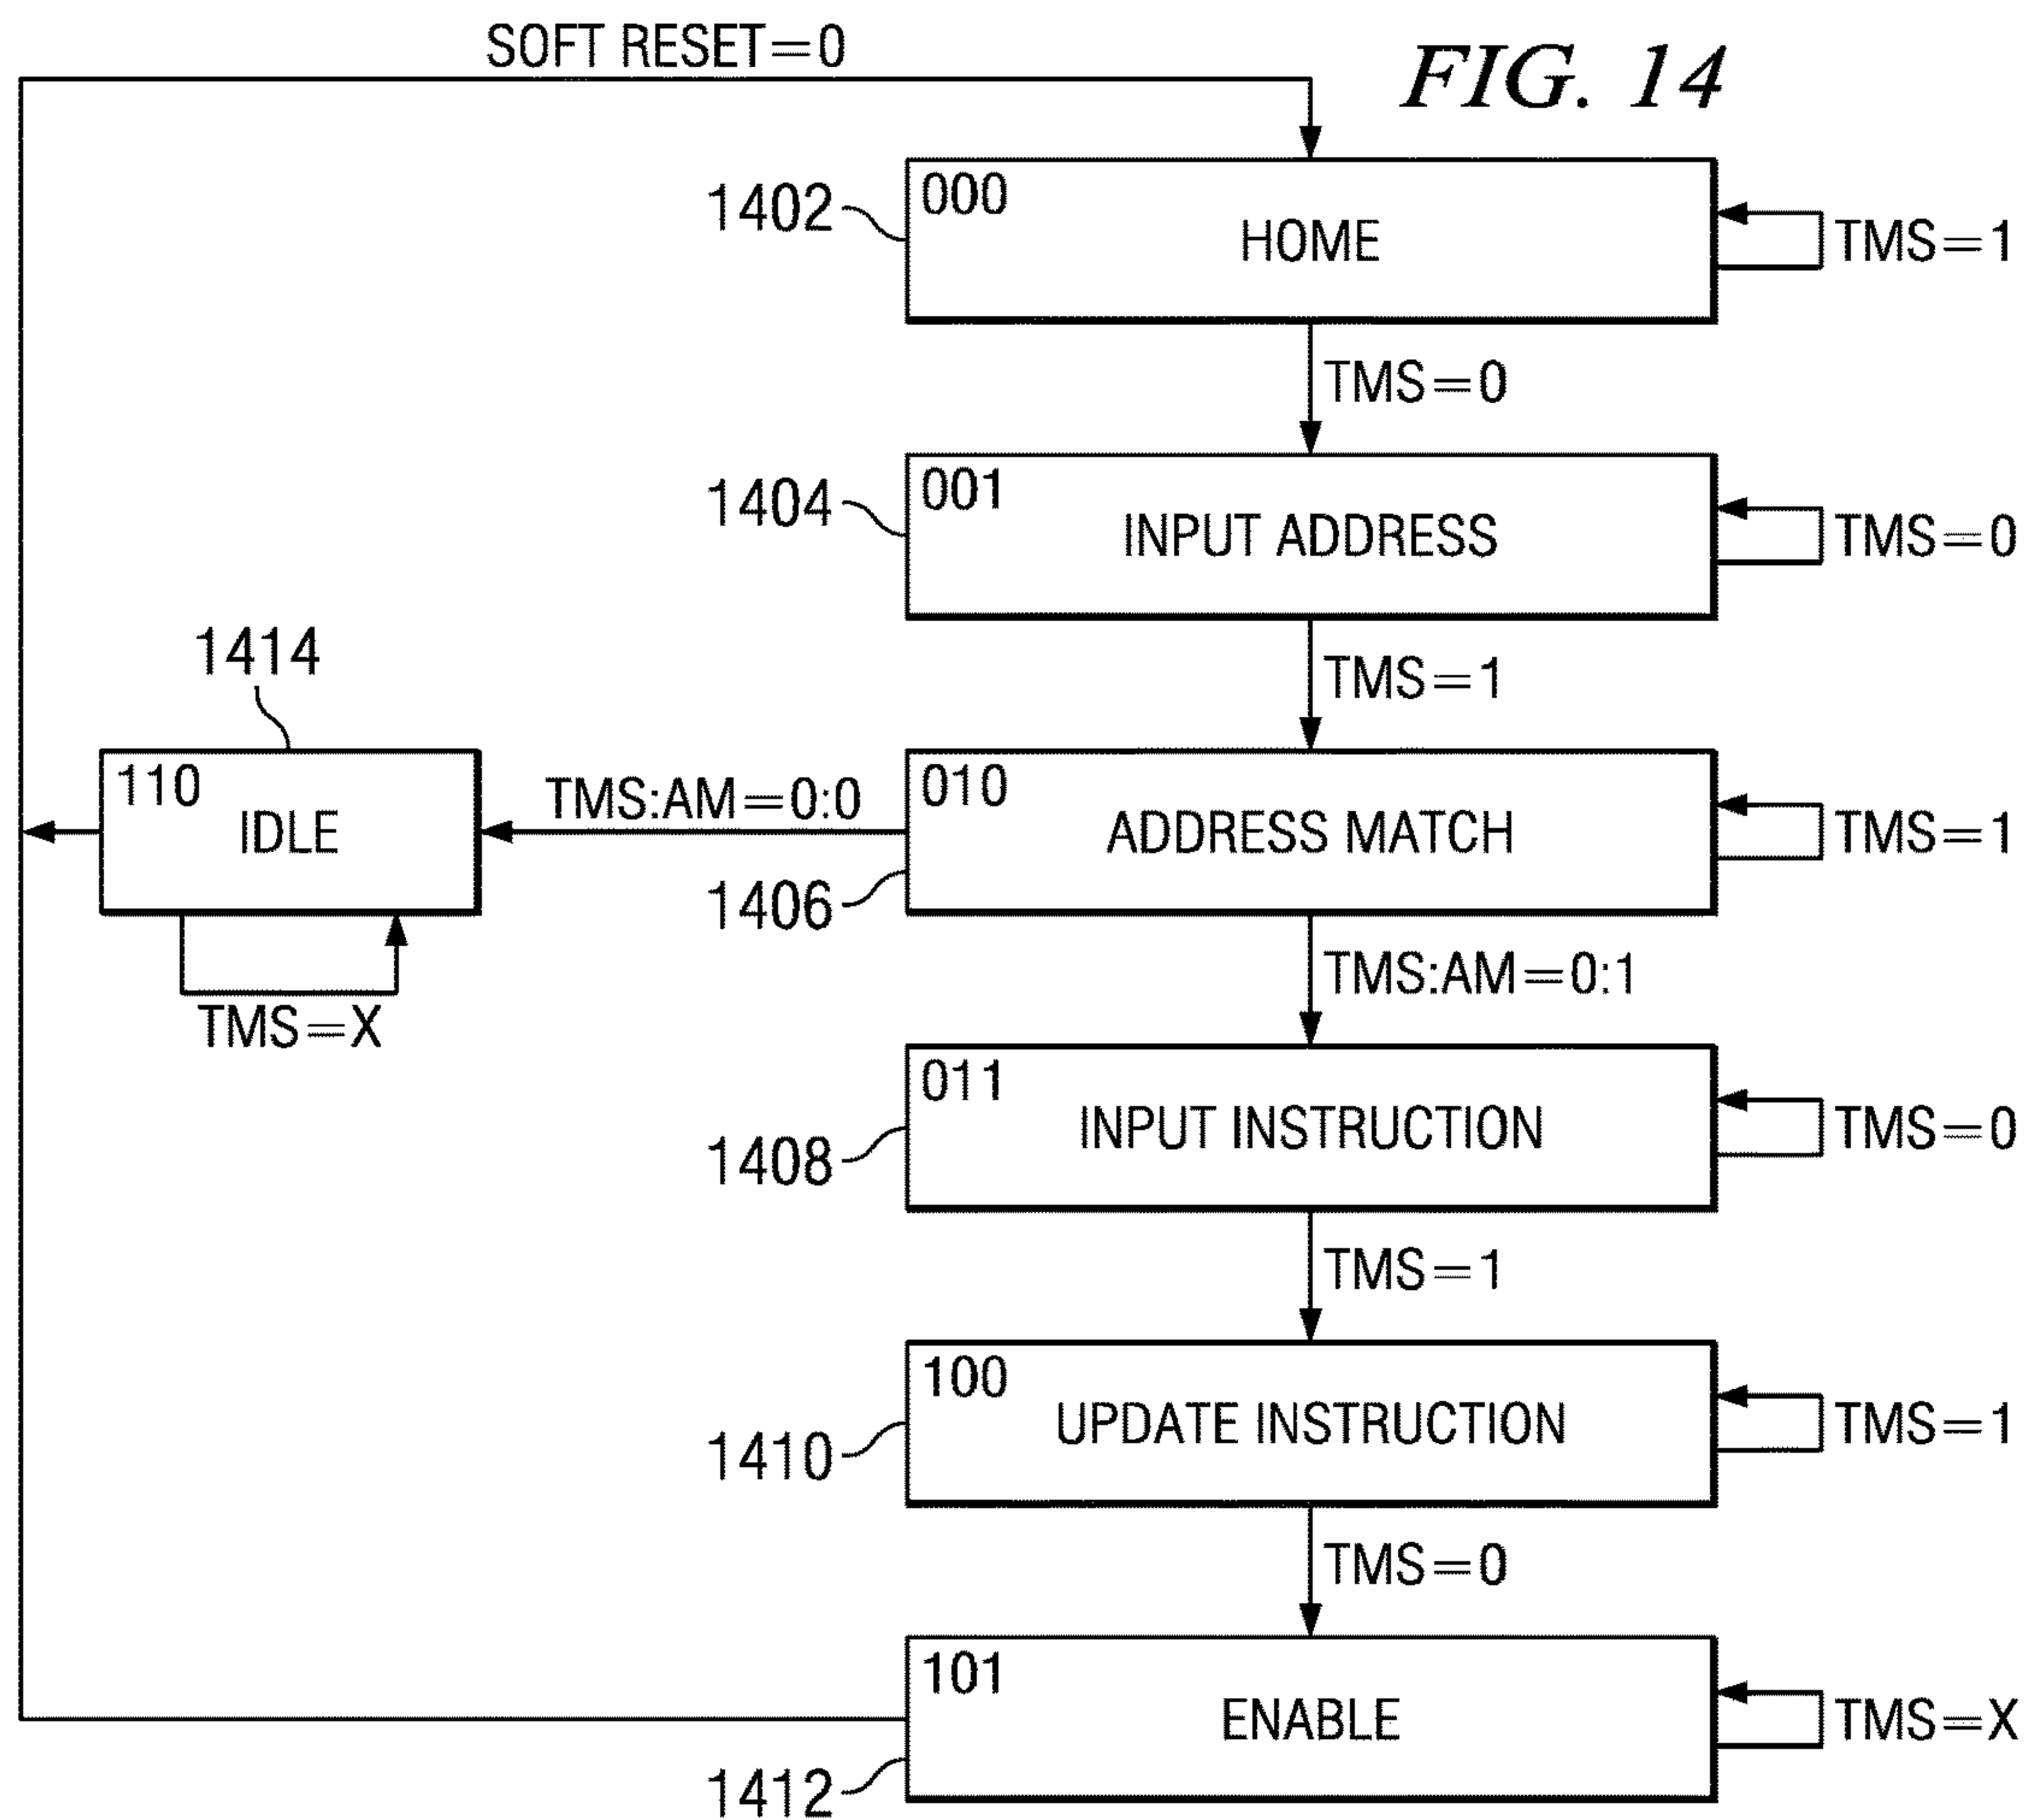 SOFT RESET=0
FIG. 14
000
1402
HOME
TMS=1
TMS=0
001
1404
INPUT ADDRESS
TMS=0
TMS=1
1414
110
IDLE
TMS=X
TMS:AM=0:0
010
ADDRESS MATCH
1406
TMS=1
TMS:AM=0:1
011
INPUT INSTRUCTION
1408
TMS=0
TMS=1
100
UPDATE INSTRUCTION
1410
TMS=1
TMS=0
101
ENABLE
1412
TMS=X